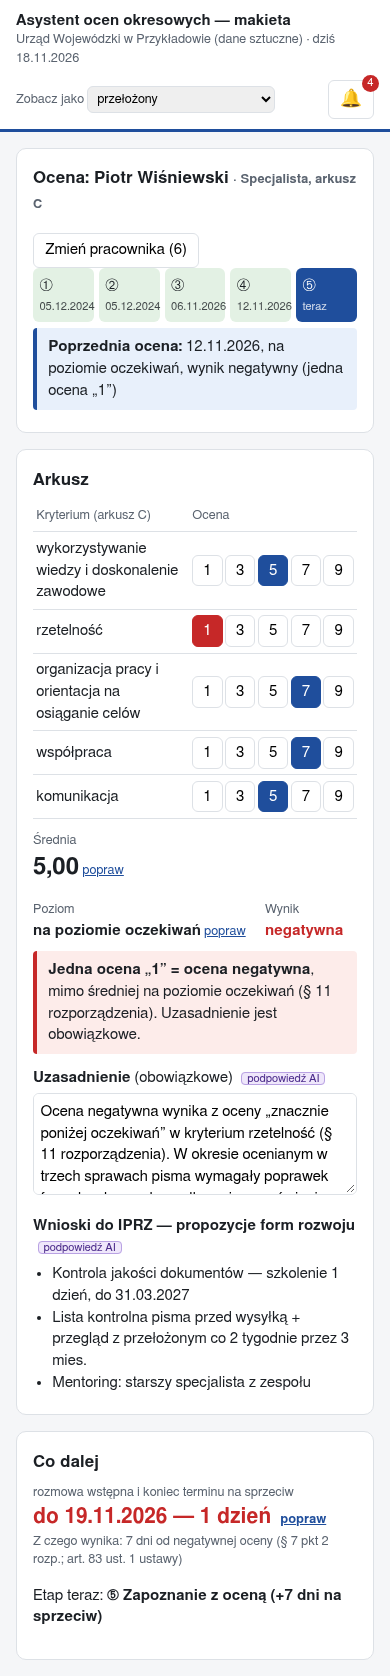 Asystent ocen okresowych — makieta
Urząd Wojewódzki w Przykładowie (dane sztuczne) · dziś
18.11.2026
Zobacz jako przełożony
4
Ocena: Piotr Wiśniewski · Specjalista, arkusz
C
Zmień pracownika (6)
① ② ③ ④ ⑤
05.12.2024 05.12.2024 06.11.2026 12.11.2026 teraz
Poprzednia ocena: 12.11.2026, na
poziomie oczekiwań, wynik negatywny (jedna
ocena „1”)
Arkusz
Kryterium (arkusz C) Ocena
wykorzystywanie
wiedzy i doskonalenie 1 3 5 7 9
zawodowe
rzetelność 1 3 5 7 9
organizacja pracy i
orientacja na 1 3 5 7 9
osiąganie celów
współpraca 1 3 5 7 9
komunikacja 1 3 5 7 9
Średnia
5,00 popraw
Poziom Wynik
na poziomie oczekiwań popraw negatywna
Jedna ocena „1” = ocena negatywna,
mimo średniej na poziomie oczekiwań (§ 11
rozporządzenia). Uzasadnienie jest
obowiązkowe.
Uzasadnienie (obowiązkowe) podpowiedź AI
Ocena negatywna wynika z oceny „znacznie
poniżej oczekiwań” w kryterium rzetelność (§
11 rozporządzenia). W okresie ocenianym w
trzech sprawach pisma wymagały poprawek
Wnioski do IPRZ — propozycje form rozwoju
podpowiedź AI
• Kontrola jakości dokumentów — szkolenie 1
dzień, do 31.03.2027
• Lista kontrolna pisma przed wysyłką +
przegląd z przełożonym co 2 tygodnie przez 3
mies.
• Mentoring: starszy specjalista z zespołu
Co dalej
rozmowa wstępna i koniec terminu na sprzeciw
do 19.11.2026 — 1 dzień popraw
Z czego wynika: 7 dni od negatywnej oceny (§ 7 pkt 2
rozp.; art. 83 ust. 1 ustawy)
Etap teraz: ⑤ Zapoznanie z oceną (+7 dni na
sprzeciw)